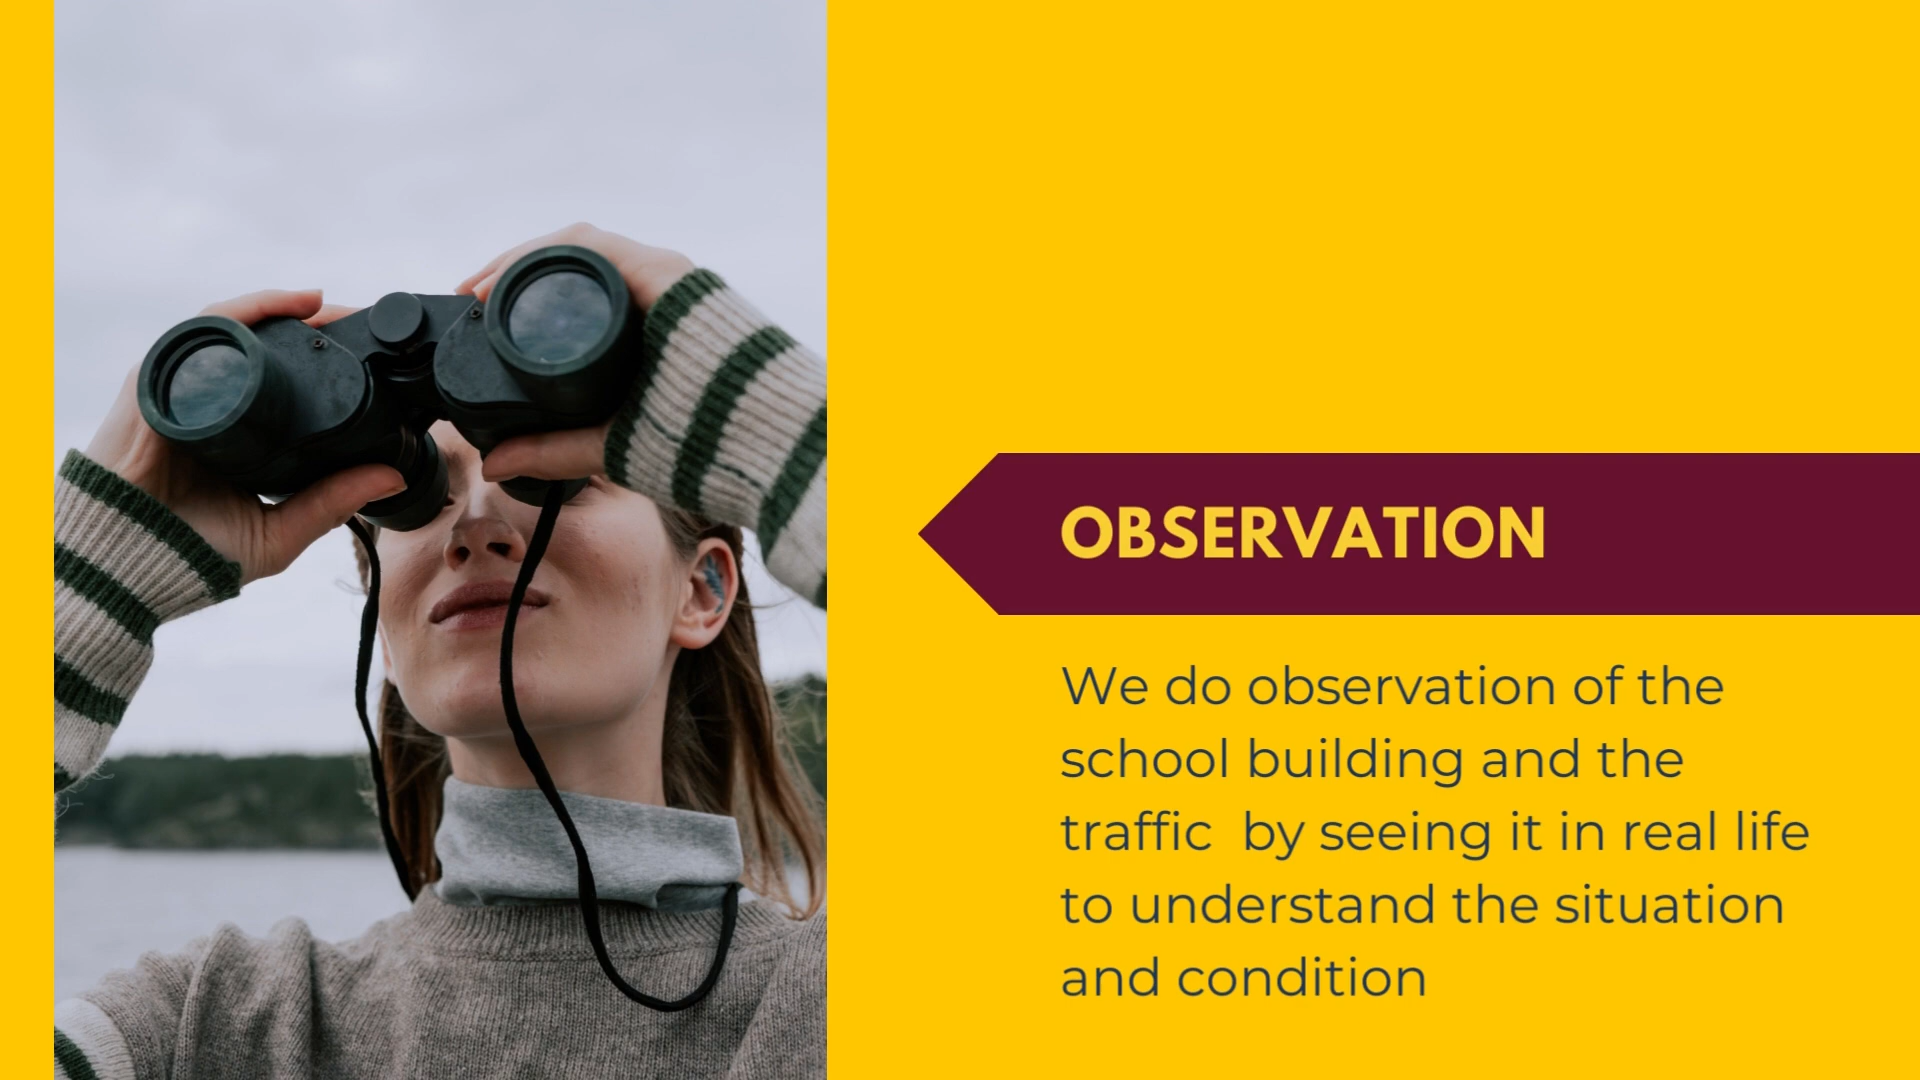 OBSERVATION
We do observation of the
school building and the
traffic  by seeing it in real life
to understand the situation
and condition